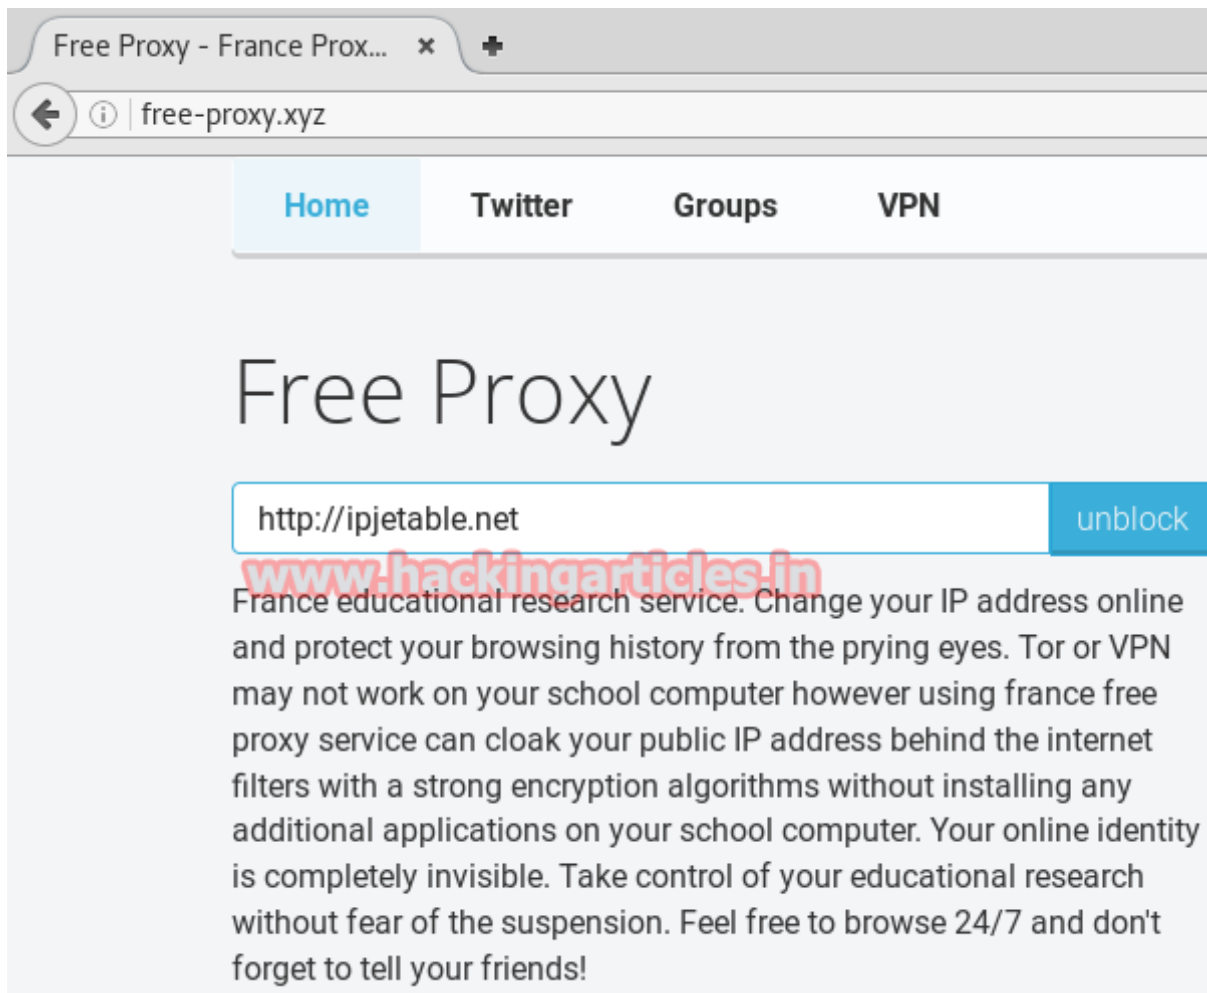 Free Proxy - France Prox...
free-proxy.xyz
Home Twitter Groups VPN
Free Proxy
http://ipjetable.net unblock
www.hackingarticles.in
France educational research service. Change your IP address online
and protect your browsing history from the prying eyes. Tor or VPN
may not work on your school computer however using france free
proxy service can cloak your public IP address behind the internet
filters with a strong encryption algorithms without installing any
additional applications on your school computer. Your online identity
is completely invisible. Take control of your educational research
without fear of the suspension. Feel free to browse 24/7 and don't
forget to tell your friends!